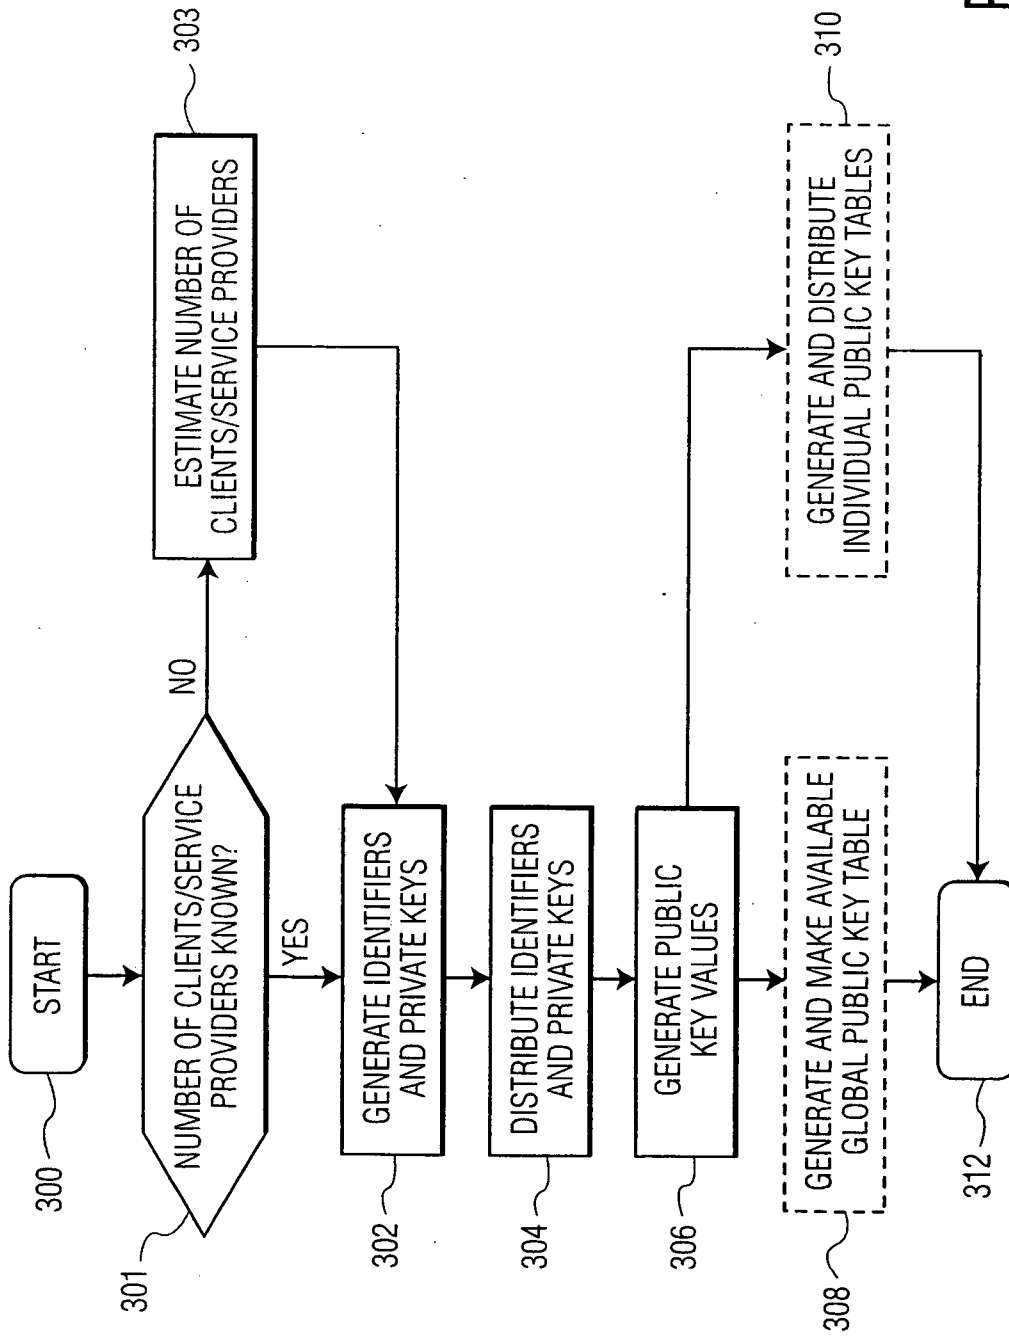 START
300
NUMBER OF CLIENTS/SERVICE
PROVIDERS KNOWN?
301
NO
YES
ESTIMATE NUMBER OF
CLIENTS/SERVICE PROVIDERS
303
GENERATE IDENTIFIERS
AND PRIVATE KEYS
302
DISTRIBUTE IDENTIFIERS
AND PRIVATE KEYS
304
GENERATE PUBLIC
KEY VALUES
306
GENERATE AND MAKE AVAILABLE
GLOBAL PUBLIC KEY TABLE
308
GENERATE AND DISTRIBUTE
INDIVIDUAL PUBLIC KEY TABLES
310
END
312